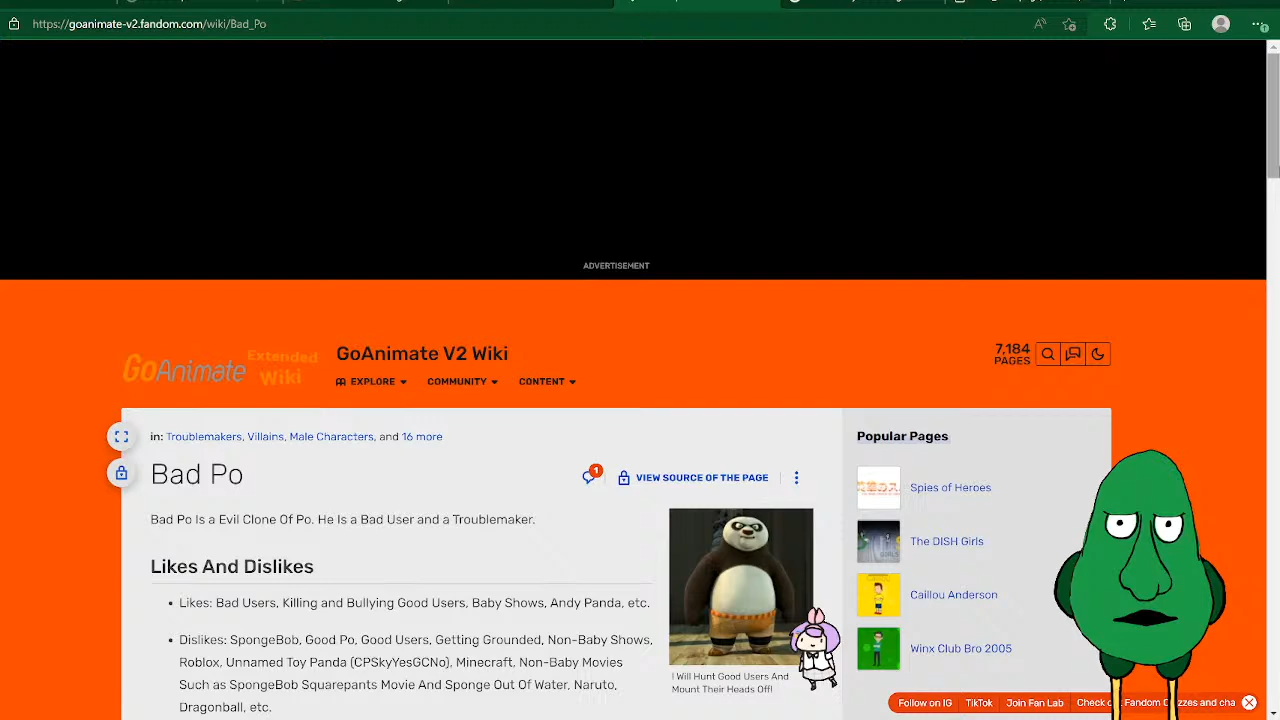 https://goanimate-v2.fandom.com/wiki/Bad_Po
ADVERTISEMENT
GoAnimate Extended Wiki
GoAnimate V2 Wiki
EXPLORE COMMUNITY CONTENT
7,184 PAGES
in: Troublemakers, Villains, Male Characters, and 16 more
Bad Po
1
VIEW SOURCE OF THE PAGE
Bad Po Is a Evil Clone Of Po. He Is a Bad User and a Troublemaker.
Likes And Dislikes
• Likes: Bad Users, Killing and Bullying Good Users, Baby Shows, Andy Panda, etc.
• Dislikes: SpongeBob, Good Po, Good Users, Getting Grounded, Non-Baby Shows,
Roblox, Unnamed Toy Panda (CPSkyYesGCNo), Minecraft, Non-Baby Movies
Such as SpongeBob Squarepants Movie And Sponge Out Of Water, Naruto,
Dragonball, etc.
I Will Hunt Good Users And
Mount Their Heads Off!
Popular Pages
Spies of Heroes
The DISH Girls
Caillou Anderson
Winx Club Bro 2005
Follow on IG TikTok Join Fan Lab Check Fandom and cha